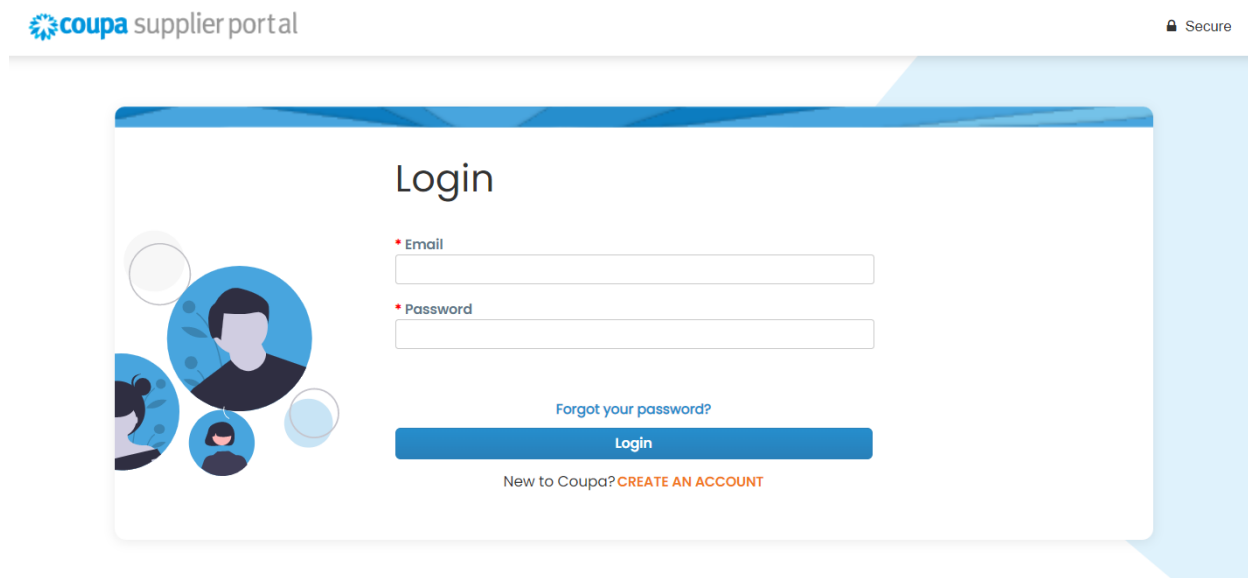 coupa supplier portal
Secure
Login
* Email
* Password
Forgot your password?
Login
New to Coupa? CREATE AN ACCOUNT